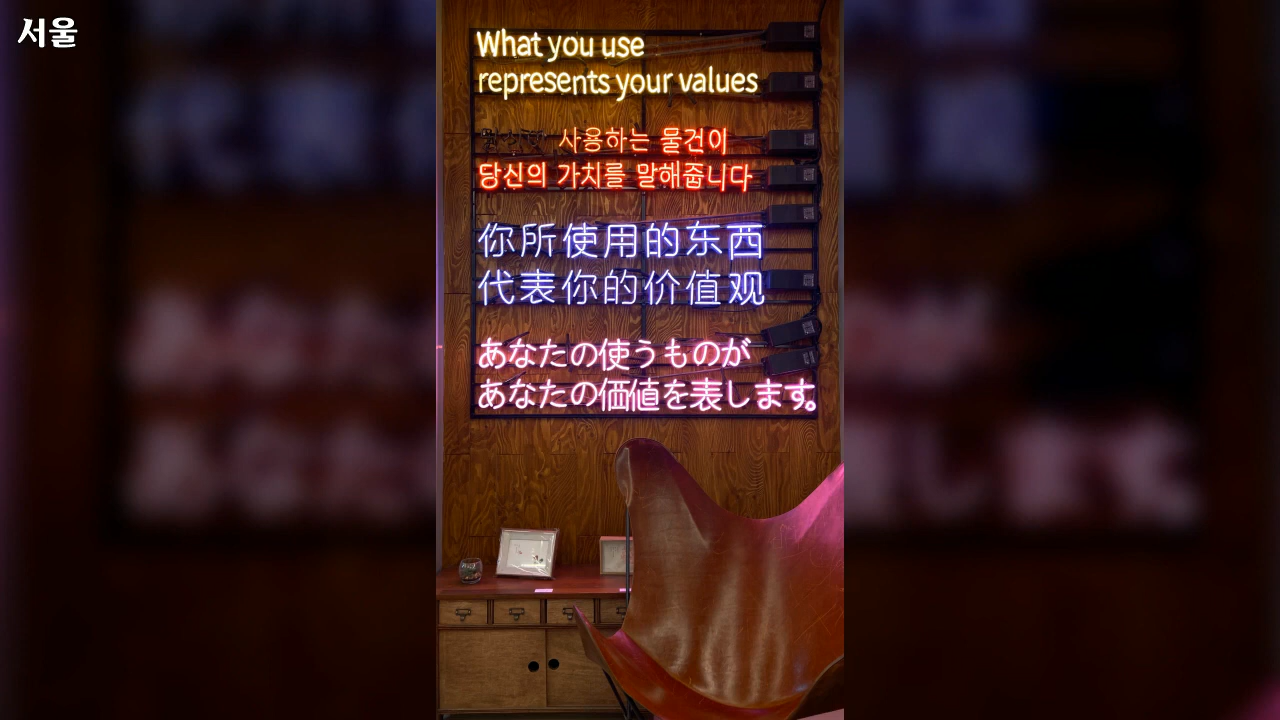 서울
What you use
represents your values
사용하는 물건이
당신의 가치를 말해줍니다
你所使用的东西
代表你的价值观
あなたの使うものが
あなたの価値を表します。